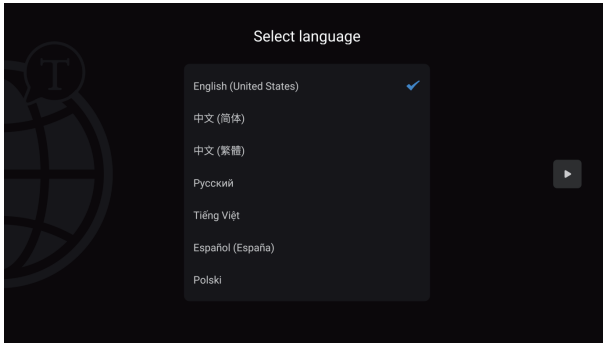 Select language
T
English (United States)
中文 (简体)
中文 (繁體)
Русский
Tiếng Việt
Español (España)
Polski